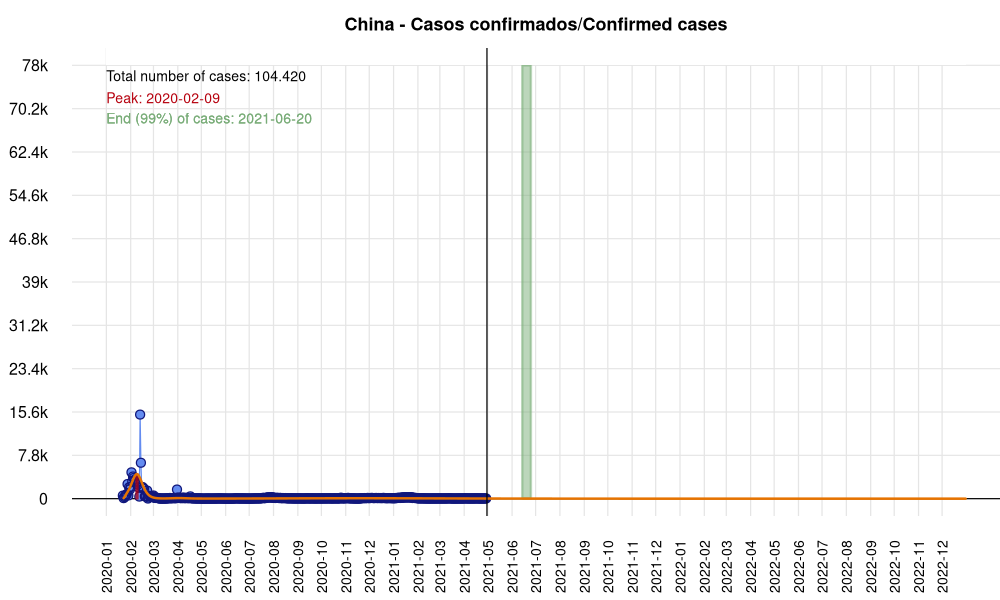 China - Casos confirmados/Confirmed cases
Total number of cases: 104.420
Peak: 2020-02-09
End (99%) of cases: 2021-06-20
78k
70.2k
62.4k
54.6k
46.8k
39k
31.2k
23.4k
15.6k
7.8k
0
2020-01
2020-02
2020-03
2020-04
2020-05
2020-06
2020-07
2020-08
2020-09
2020-10
2020-11
2020-12
2021-01
2021-02
2021-03
2021-04
2021-05
2021-06
2021-07
2021-08
2021-09
2021-10
2021-11
2021-12
2022-01
2022-02
2022-03
2022-04
2022-05
2022-06
2022-07
2022-08
2022-09
2022-10
2022-11
2022-12